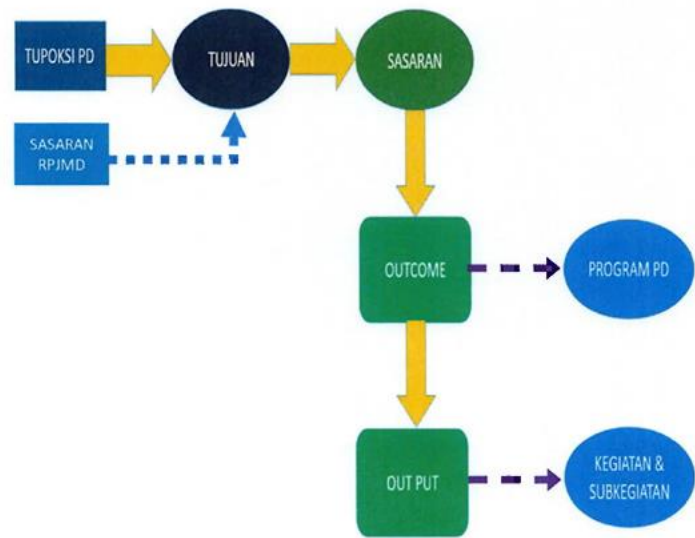 TUPOKSI PD
TUJUAN
SASARAN
SASARAN
RPJMD
OUTCOME
PROGRAM PD
OUT PUT
KEGIATAN &
SUBKEGIATAN